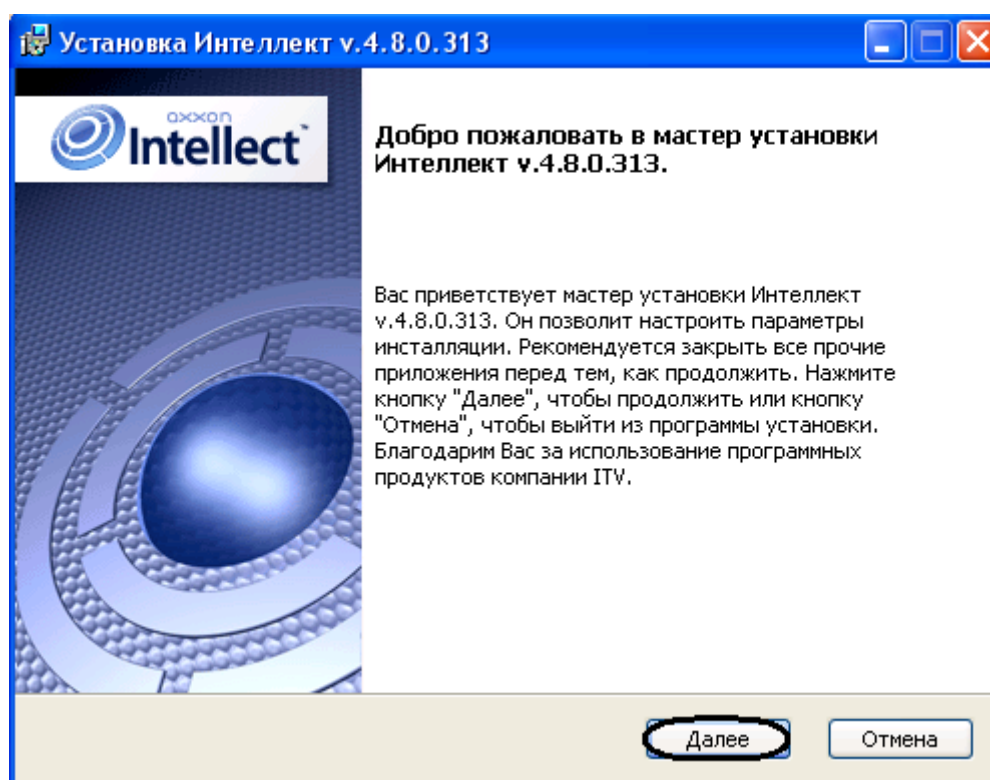 Установка Интеллект v.4.8.0.313
axxon
Intellect
Добро пожаловать в мастер установки
Интеллект v.4.8.0.313.
Вас приветствует мастер установки Интеллект
v.4.8.0.313. Он позволит настроить параметры
инсталляции. Рекомендуется закрыть все прочие
приложения перед тем, как продолжить. Нажмите
кнопку "Далее", чтобы продолжить или кнопку
"Отмена", чтобы выйти из программы установки.
Благодарим Вас за использование программных
продуктов компании ITV.
Далее
Отмена